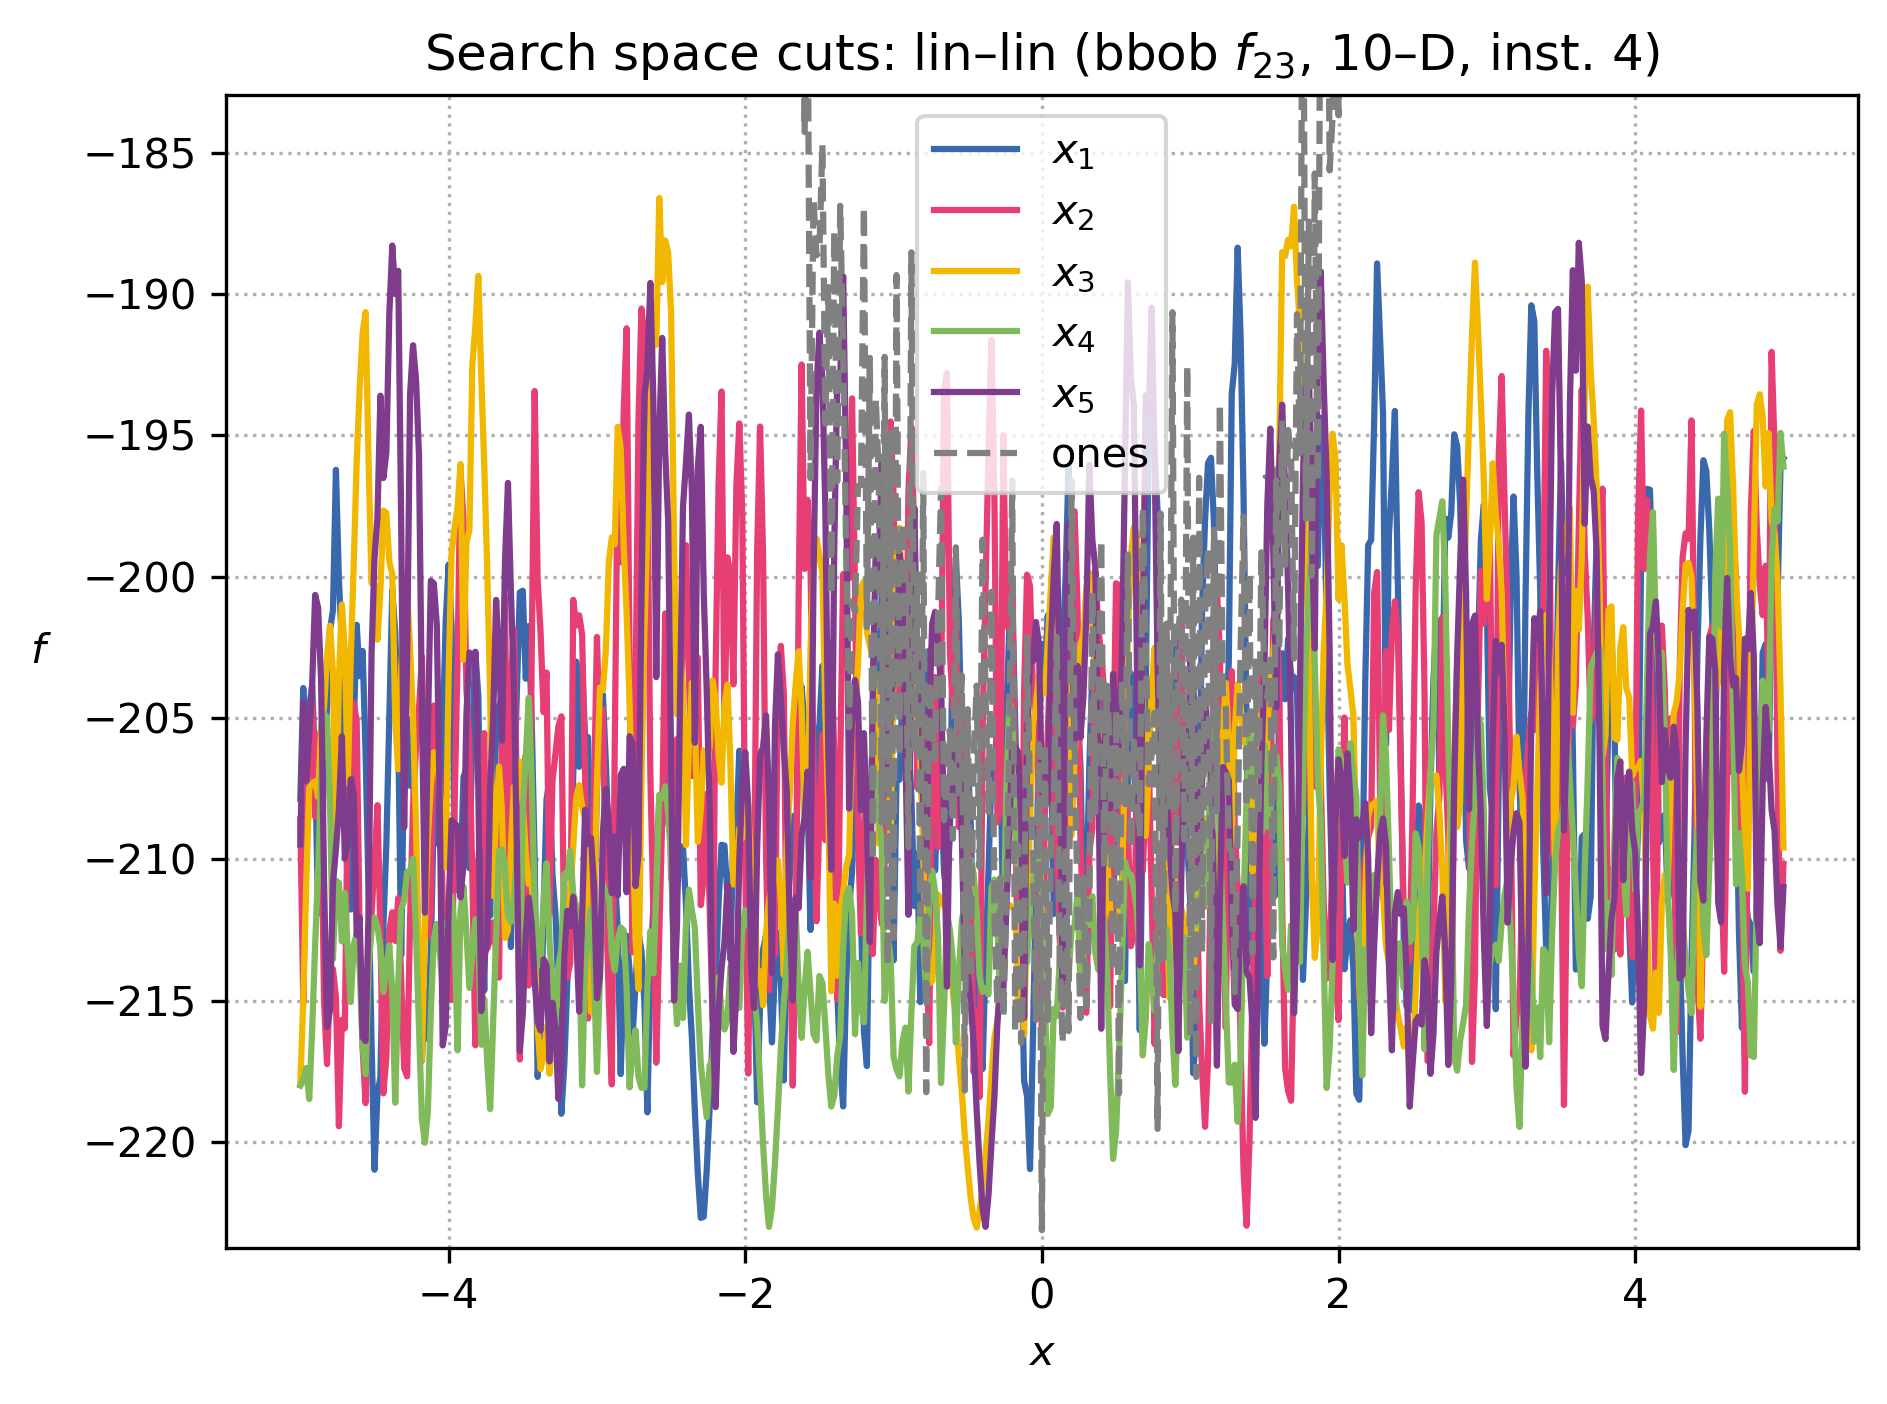 Search space cuts: lin–lin (bbob f₂₃, 10–D, inst. 4)
−185
−190
−195
−200
−205
−210
−215
−220
f
x₁
x₂
x₃
x₄
x₅
ones
−4
−2
0
2
4
x